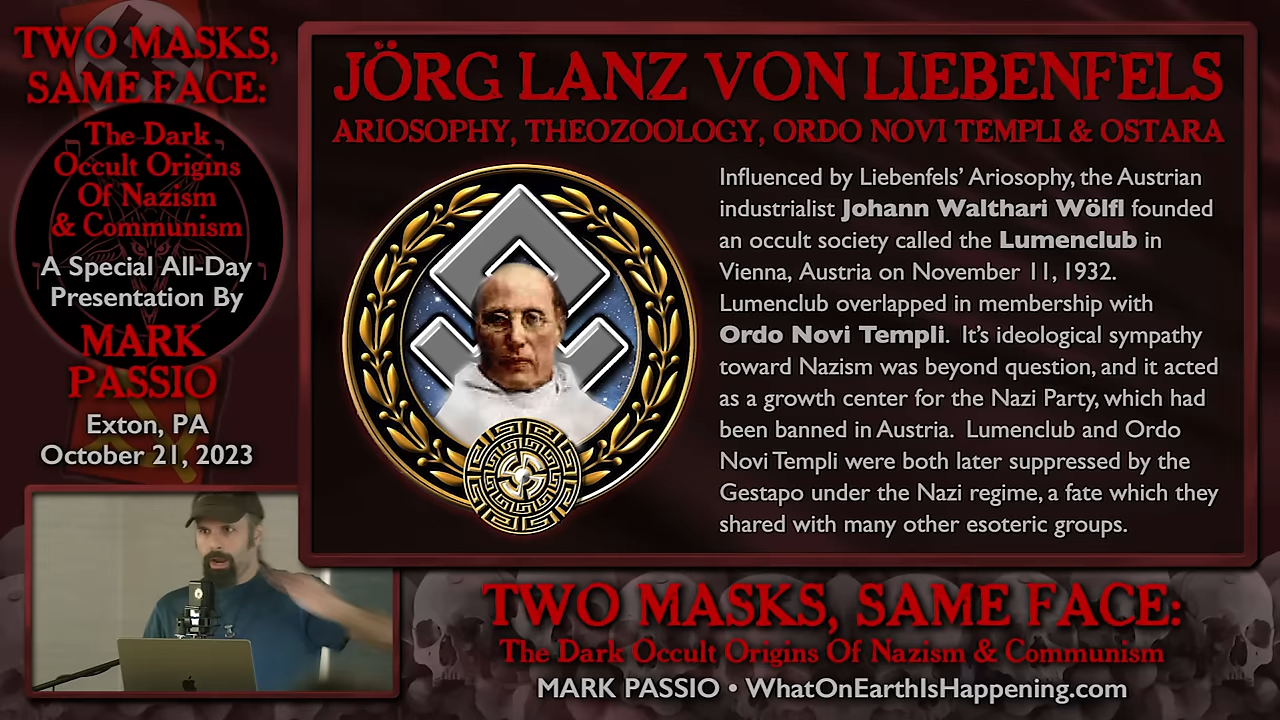 TWO MASKS,
SAME FACE:
The Dark
Occult Origins
Of Nazism
& Communism
A Special All-Day
Presentation By
MARK
PASSIO
Exton, PA
October 21, 2023
JÖRG LANZ VON LIEBENFELS
ARIOSOPHY, THEOZOOLOGY, ORDO NOVI TEMPLI & OSTARA
Influenced by Liebenfels' Ariosophy, the Austrian
industrialist Johann Walthari Wölfl founded
an occult society called the Lumenclub in
Vienna, Austria on November 11, 1932.
Lumenclub overlapped in membership with
Ordo Novi Templi. It's ideological sympathy
toward Nazism was beyond question, and it acted
as a growth center for the Nazi Party, which had
been banned in Austria. Lumenclub and Ordo
Novi Templi were both later suppressed by the
Gestapo under the Nazi regime, a fate which they
shared with many other esoteric groups.
TWO MASKS, SAME FACE:
The Dark Occult Origins Of Nazism & Communism
MARK PASSIO • WhatOnEarthIsHappening.com